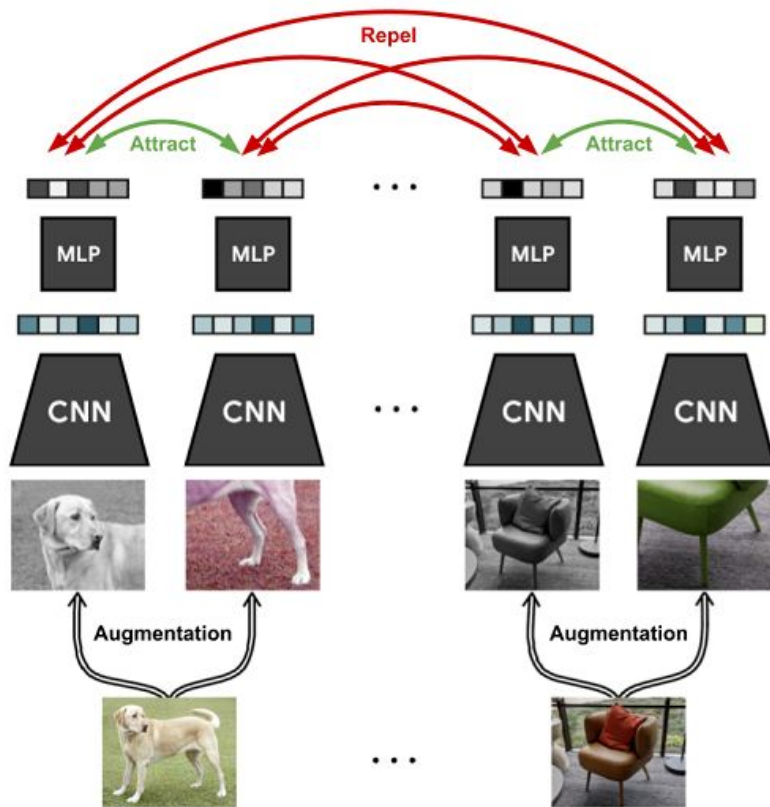 Repel
Attract Attract
MLP MLP MLP MLP
CNN CNN CNN CNN
Augmentation Augmentation